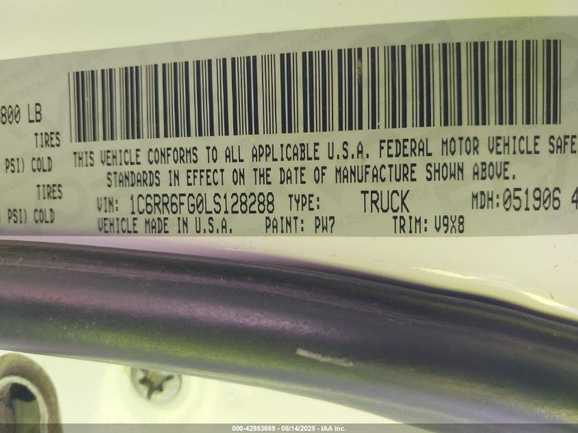 800 LB
TIRES
PSI) COLD
TIRES
PSI) COLD
THIS VEHICLE CONFORMS TO ALL APPLICABLE U.S.A. FEDERAL MOTOR VEHICLE SAFE
STANDARDS IN EFFECT ON THE DATE OF MANUFACTURE SHOWN ABOVE.
VIN: 1C6RR6FG0LS128288 TYPE: TRUCK MDH: 051906 4
VEHICLE MADE IN U.S.A. PAINT: PW7 TRIM: V9X8
000-42953669 - 08/14/2025 - IAA Inc.